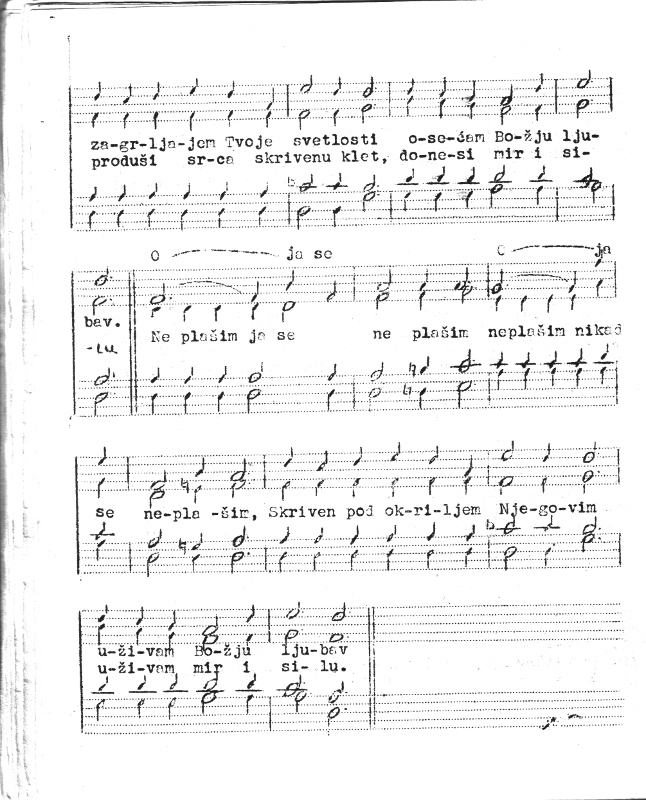 za-gr-lja-jem Tvoje svetlosti o-se-ćam Bo-žju lju-
produši sr-ca skrivenu klet, do-ne-si mir i si-
O ja se O ja
bav.
-lu
Ne plašim ja se ne plašim neplašim nikad
se ne-pla -šim, Skriven pod ok-ri-ljem Nje-go-vim
u-ži-vam Bo-žju lju-bav
u-ži-vam mir i si- lu.